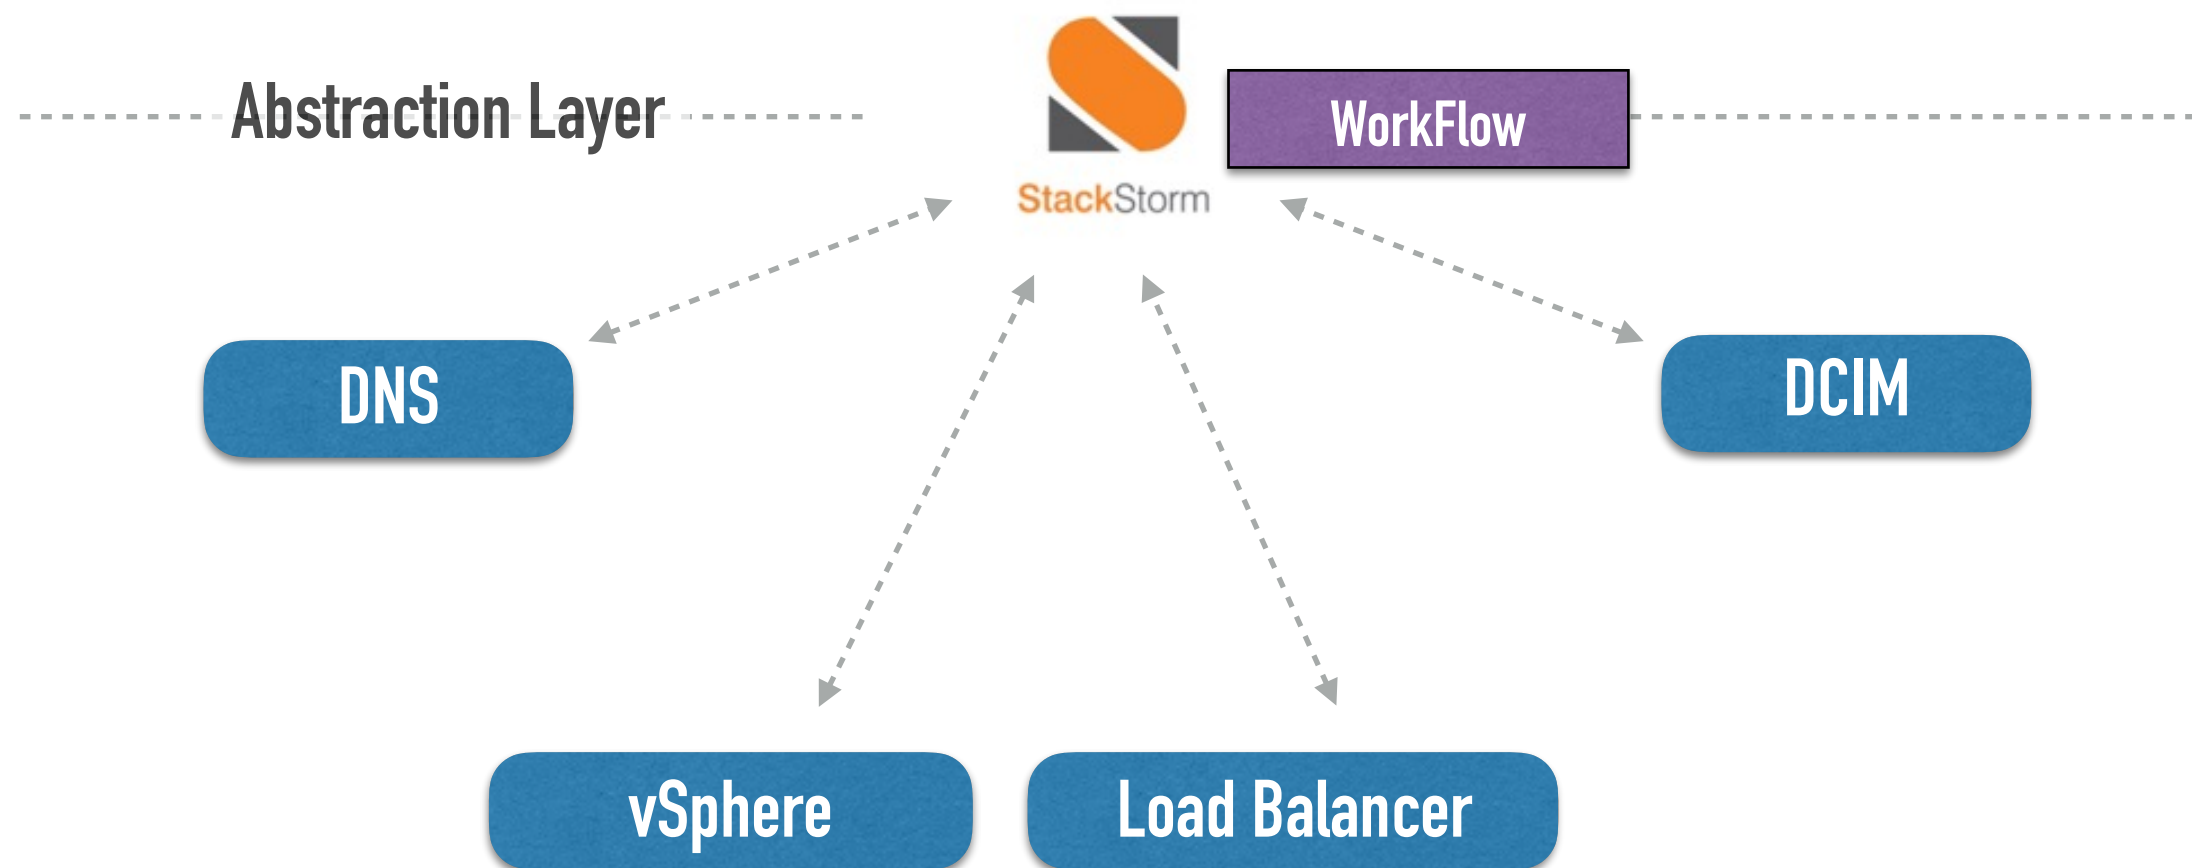 Abstraction Layer
WorkFlow
StackStorm
DNS
DCIM
vSphere
Load Balancer